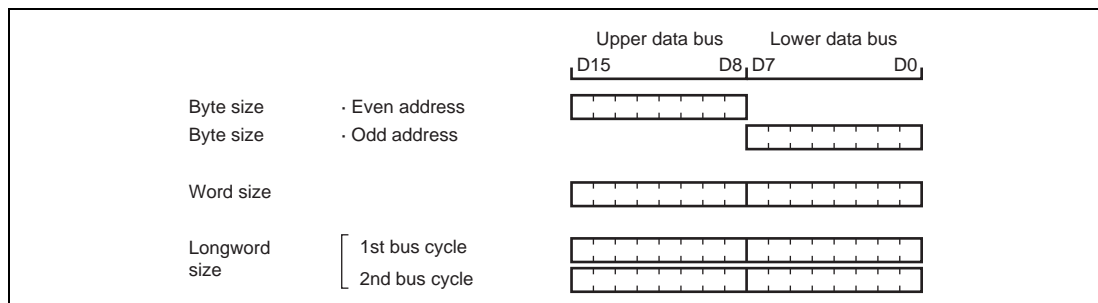 Upper data bus Lower data bus
D15 D8 D7 D0
Byte size · Even address
Byte size · Odd address
Word size
Longword size
1st bus cycle
2nd bus cycle